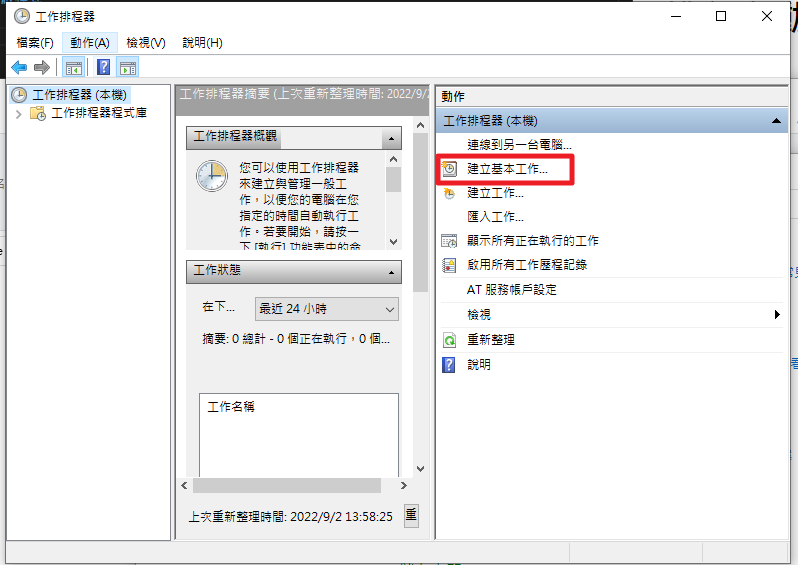 工作排程器
檔案(F) 動作(A) 檢視(V) 說明(H)
工作排程器 (本機)
工作排程器程式庫
工作排程器摘要 (上次重新整理時間: 2022/9/2
工作排程器概觀
您可以使用工作排程器
來建立與管理一般工
作，以便您的電腦在您
指定的時間自動執行工
作。若要開始，請按一
下 [執行] 功能表中的命
工作狀態
在下... 最近 24 小時
摘要: 0 總計 - 0 個正在執行，0 個...
工作名稱
上次重新整理時間: 2022/9/2 13:58:25 重
動作
工作排程器 (本機)
連線到另一台電腦...
建立基本工作...
建立工作...
匯入工作...
顯示所有正在執行的工作
啟用所有工作歷程記錄
AT 服務帳戶設定
檢視
重新整理
說明